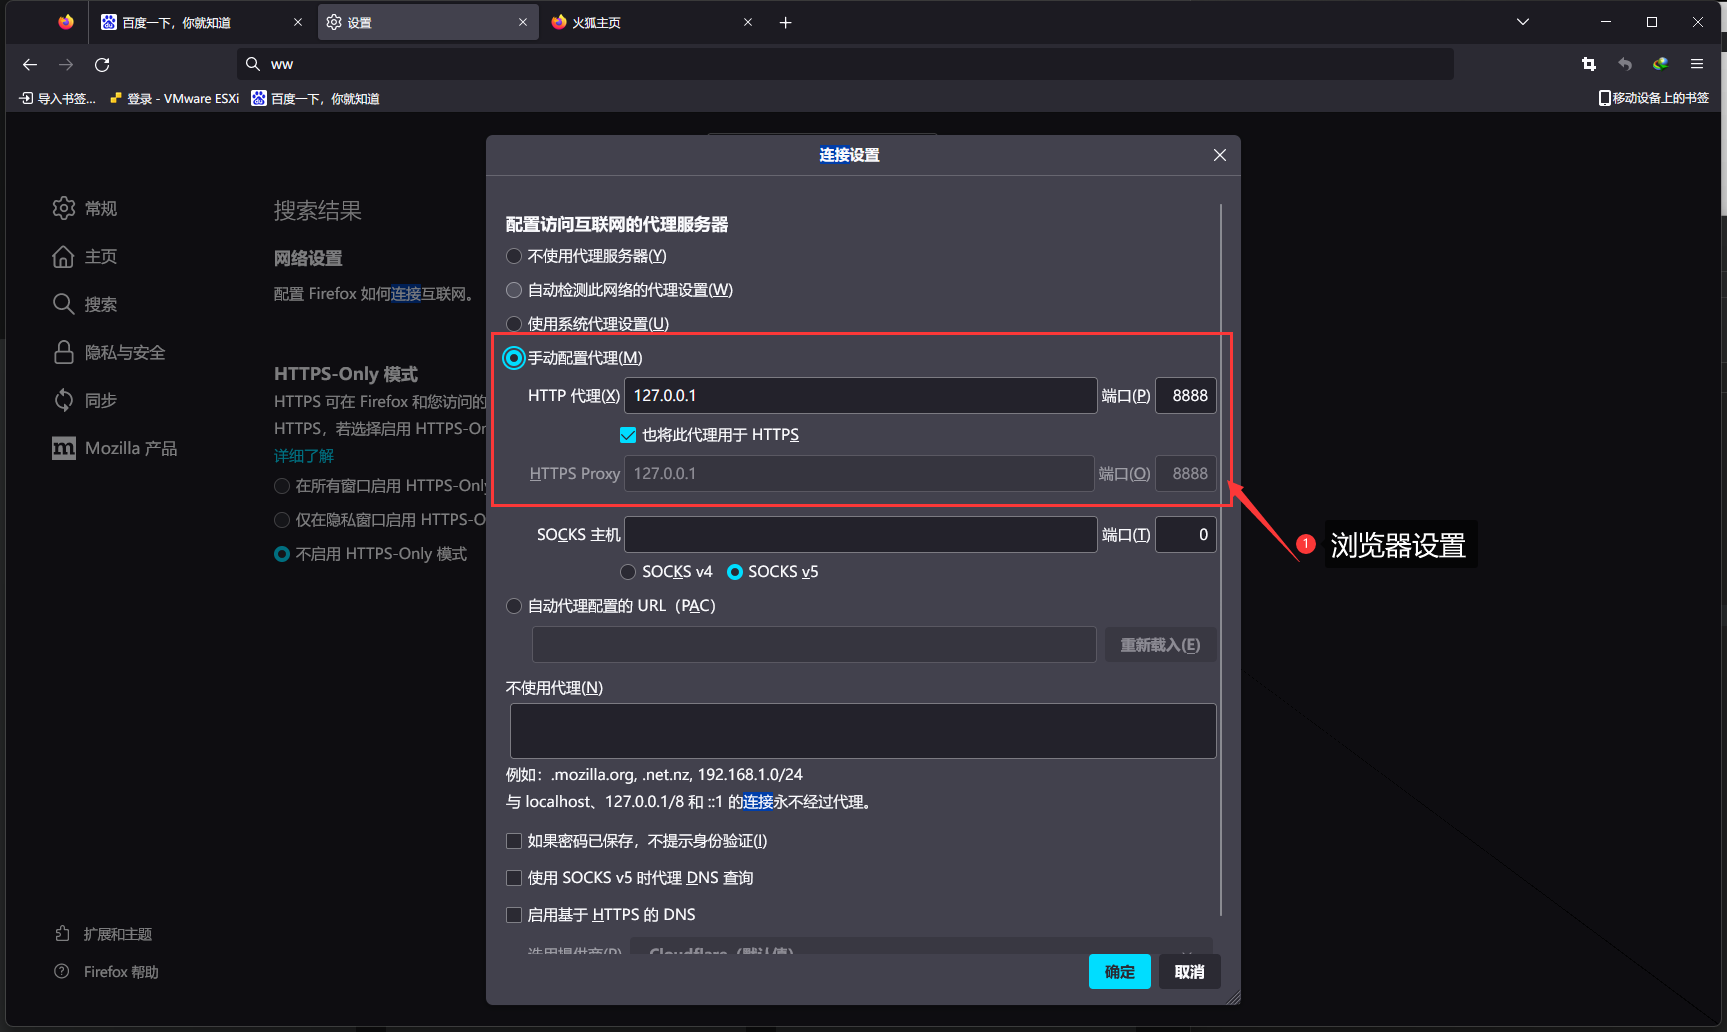 百度一下，你就知道
设置
火狐主页
ww
导入书签...
登录 - VMware ESXi
百度一下，你就知道
移动设备上的书签
连接设置
常规
主页
搜索
隐私与安全
同步
Mozilla 产品
搜索结果
网络设置
配置 Firefox 如何连接互联网。
HTTPS-Only 模式
HTTPS 可在 Firefox 和您访问的
HTTPS，若选择启用 HTTPS-On
详细了解
在所有窗口启用 HTTPS-Only
仅在隐私窗口启用 HTTPS-O
不启用 HTTPS-Only 模式
配置访问互联网的代理服务器
不使用代理服务器(Y)
自动检测此网络的代理设置(W)
使用系统代理设置(U)
手动配置代理(M)
HTTP 代理(X) 127.0.0.1 端口(P) 8888
也将此代理用于 HTTPS
HTTPS Proxy 127.0.0.1 端口(O) 8888
SOCKS 主机 端口(T) 0
SOCKS v4 SOCKS v5
1 浏览器设置
自动代理配置的 URL（PAC）
重新载入(E)
不使用代理(N)
例如：.mozilla.org, .net.nz, 192.168.1.0/24
与 localhost、127.0.0.1/8 和 ::1 的连接永不经过代理。
如果密码已保存，不提示身份验证(I)
使用 SOCKS v5 时代理 DNS 查询
启用基于 HTTPS 的 DNS
选用提供商(P) Cloudflare（默认值）
确定 取消
扩展和主题
Firefox 帮助